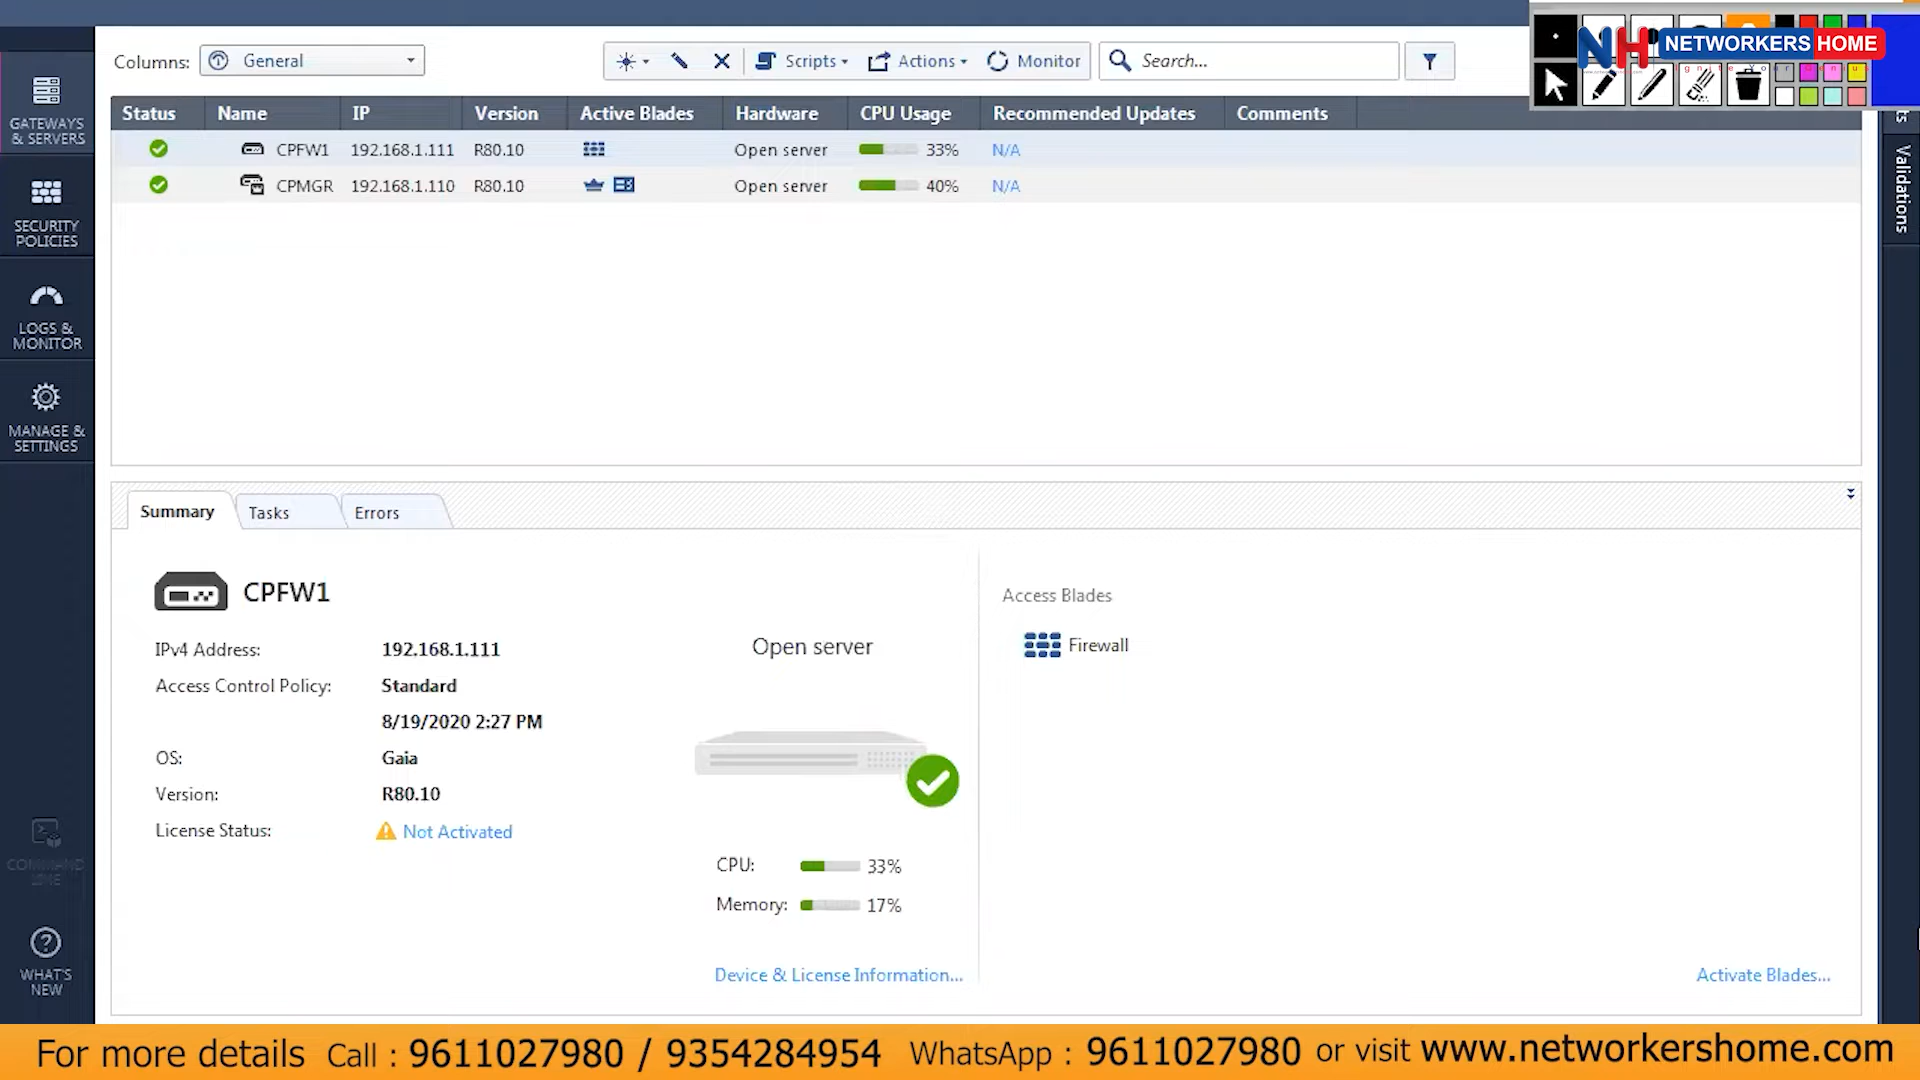 Columns: General Scripts Actions Monitor Search...
NH NETWORKERS HOME
Status Name IP Version Active Blades Hardware CPU Usage Recommended Updates Comments
CPFW1 192.168.1.111 R80.10 Open server 33% N/A
CPMGR 192.168.1.110 R80.10 Open server 40% N/A
GATEWAYS
& SERVERS
SECURITY
POLICIES
LOGS &
MONITOR
MANAGE &
SETTINGS
COMMAND
LINE
WHAT'S
NEW
Validations
Summary Tasks Errors
CPFW1
IPv4 Address: 192.168.1.111
Access Control Policy: Standard
8/19/2020 2:27 PM
OS: Gaia
Version: R80.10
License Status: Not Activated
Open server
CPU: 33%
Memory: 17%
Device & License Information...
Access Blades
Firewall
Activate Blades...
For more details Call : 9611027980 / 9354284954 WhatsApp : 9611027980 or visit www.networkershome.com